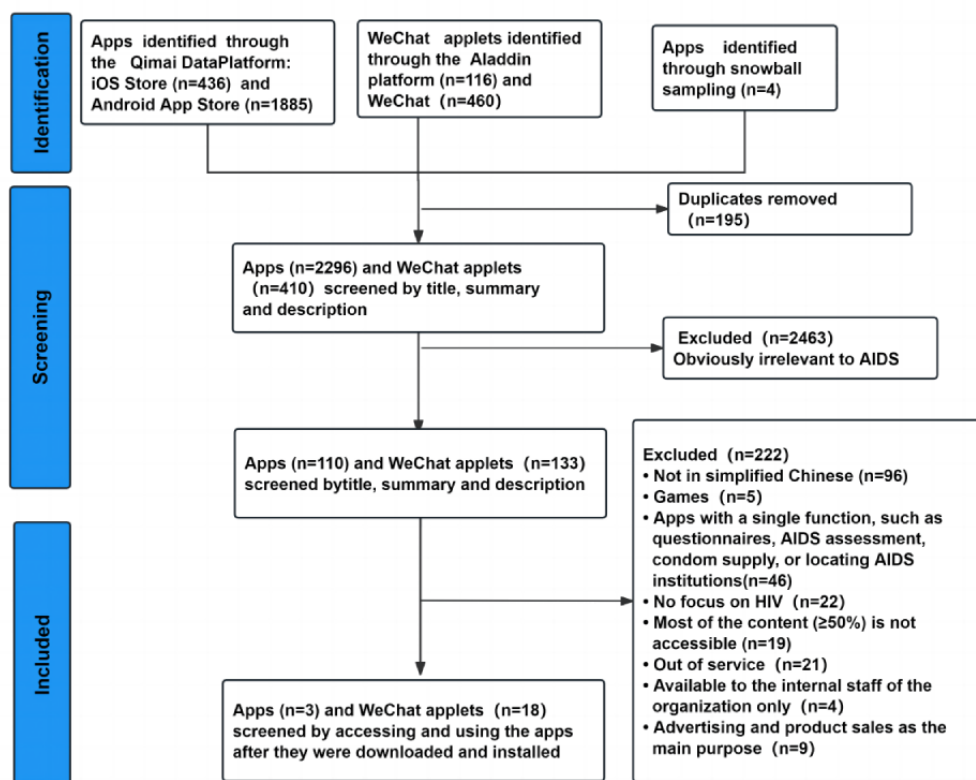 Identification
Apps identified through
the Qimai DataPlatform:
iOS Store (n=436) and
Android App Store (n=1885)
WeChat applets identified
through the Aladdin
platform (n=116) and
WeChat (n=460)
Apps identified
through snowball
sampling (n=4)
Screening
Duplicates removed
（n=195)
Apps (n=2296) and WeChat applets
（n=410）screened by title, summary
and description
Excluded（n=2463)
Obviously irrelevant to AIDS
Apps (n=110) and WeChat applets（n=133)
screened bytitle, summary and description
Excluded (n=222)
• Not in simplified Chinese (n=96)
• Games（n=5)
• Apps with a single function, such as
questionnaires, AIDS assessment,
condom supply, or locating AIDS
institutions(n=46)
• No focus on HIV（n=22)
• Most of the content (≥50%) is not
accessible (n=19)
• Out of service（n=21)
• Available to the internal staff of the
organization only（n=4)
• Advertising and product sales as the
main purpose（n=9）
Included
Apps (n=3) and WeChat applets（n=18)
screened by accessing and using the apps
after they were downloaded and installed